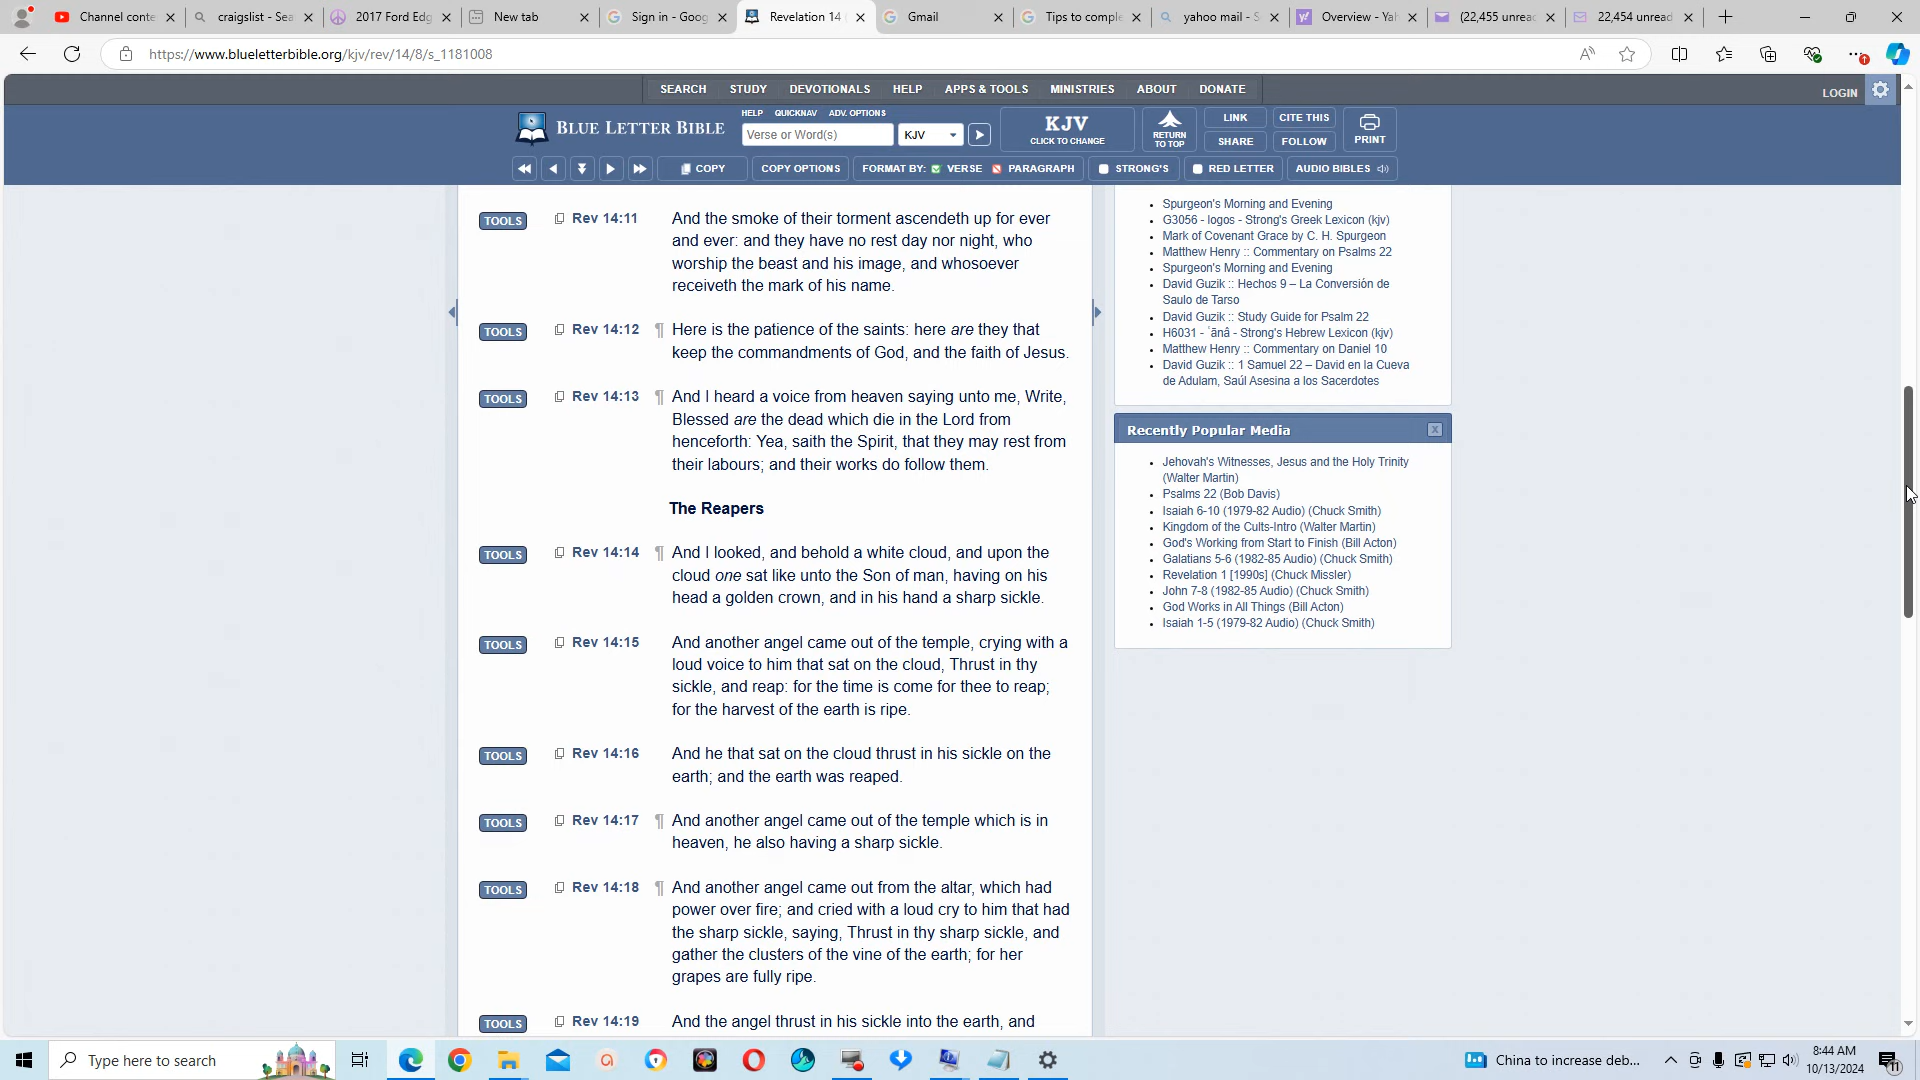 Channel conte
craigslist - Sea
2017 Ford Edg
New tab
Sign in - Goog
Revelation 14
Gmail
Tips to comple
yahoo mail - S
Overview - Yah
(22,455 unread
22,454 unread
https://www.blueletterbible.org/kjv/rev/14/8/s_1181008
SEARCH STUDY DEVOTIONALS HELP APPS & TOOLS MINISTRIES ABOUT DONATE
LOGIN
BLUE LETTER BIBLE
HELP QUICKNAV ADV. OPTIONS
Verse or Word(s) KJV
KJV
CLICK TO CHANGE
RETURN
TO TOP
LINK CITE THIS
SHARE FOLLOW
PRINT
COPY COPY OPTIONS FORMAT BY: VERSE PARAGRAPH STRONG'S RED LETTER AUDIO BIBLES
TOOLS Rev 14:11 And the smoke of their torment ascendeth up for ever
and ever: and they have no rest day nor night, who
worship the beast and his image, and whosoever
receiveth the mark of his name.
TOOLS Rev 14:12 ¶ Here is the patience of the saints: here are they that
keep the commandments of God, and the faith of Jesus.
TOOLS Rev 14:13 ¶ And I heard a voice from heaven saying unto me, Write,
Blessed are the dead which die in the Lord from
henceforth: Yea, saith the Spirit, that they may rest from
their labours; and their works do follow them.
The Reapers
TOOLS Rev 14:14 ¶ And I looked, and behold a white cloud, and upon the
cloud one sat like unto the Son of man, having on his
head a golden crown, and in his hand a sharp sickle.
TOOLS Rev 14:15 And another angel came out of the temple, crying with a
loud voice to him that sat on the cloud, Thrust in thy
sickle, and reap: for the time is come for thee to reap;
for the harvest of the earth is ripe.
TOOLS Rev 14:16 And he that sat on the cloud thrust in his sickle on the
earth; and the earth was reaped.
TOOLS Rev 14:17 ¶ And another angel came out of the temple which is in
heaven, he also having a sharp sickle.
TOOLS Rev 14:18 ¶ And another angel came out from the altar, which had
power over fire; and cried with a loud cry to him that had
the sharp sickle, saying, Thrust in thy sharp sickle, and
gather the clusters of the vine of the earth; for her
grapes are fully ripe.
TOOLS Rev 14:19 And the angel thrust in his sickle into the earth, and
Spurgeon's Morning and Evening
G3056 - logos - Strong's Greek Lexicon (kjv)
Mark of Covenant Grace by C. H. Spurgeon
Matthew Henry :: Commentary on Psalms 22
Spurgeon's Morning and Evening
David Guzik :: Hechos 9 – La Conversión de
Saulo de Tarso
David Guzik :: Study Guide for Psalm 22
H6031 - ʿānâ - Strong's Hebrew Lexicon (kjv)
Matthew Henry :: Commentary on Daniel 10
David Guzik :: 1 Samuel 22 – David en la Cueva
de Adulam, Saúl Asesina a los Sacerdotes
Recently Popular Media x
Jehovah's Witnesses, Jesus and the Holy Trinity
(Walter Martin)
Psalms 22 (Bob Davis)
Isaiah 6-10 (1979-82 Audio) (Chuck Smith)
Kingdom of the Cults-Intro (Walter Martin)
God's Working from Start to Finish (Bill Acton)
Galatians 5-6 (1982-85 Audio) (Chuck Smith)
Revelation 1 [1990s] (Chuck Missler)
John 7-8 (1982-85 Audio) (Chuck Smith)
God Works in All Things (Bill Acton)
Isaiah 1-5 (1979-82 Audio) (Chuck Smith)
Type here to search
China to increase deb...
8:44 AM
10/13/2024
11